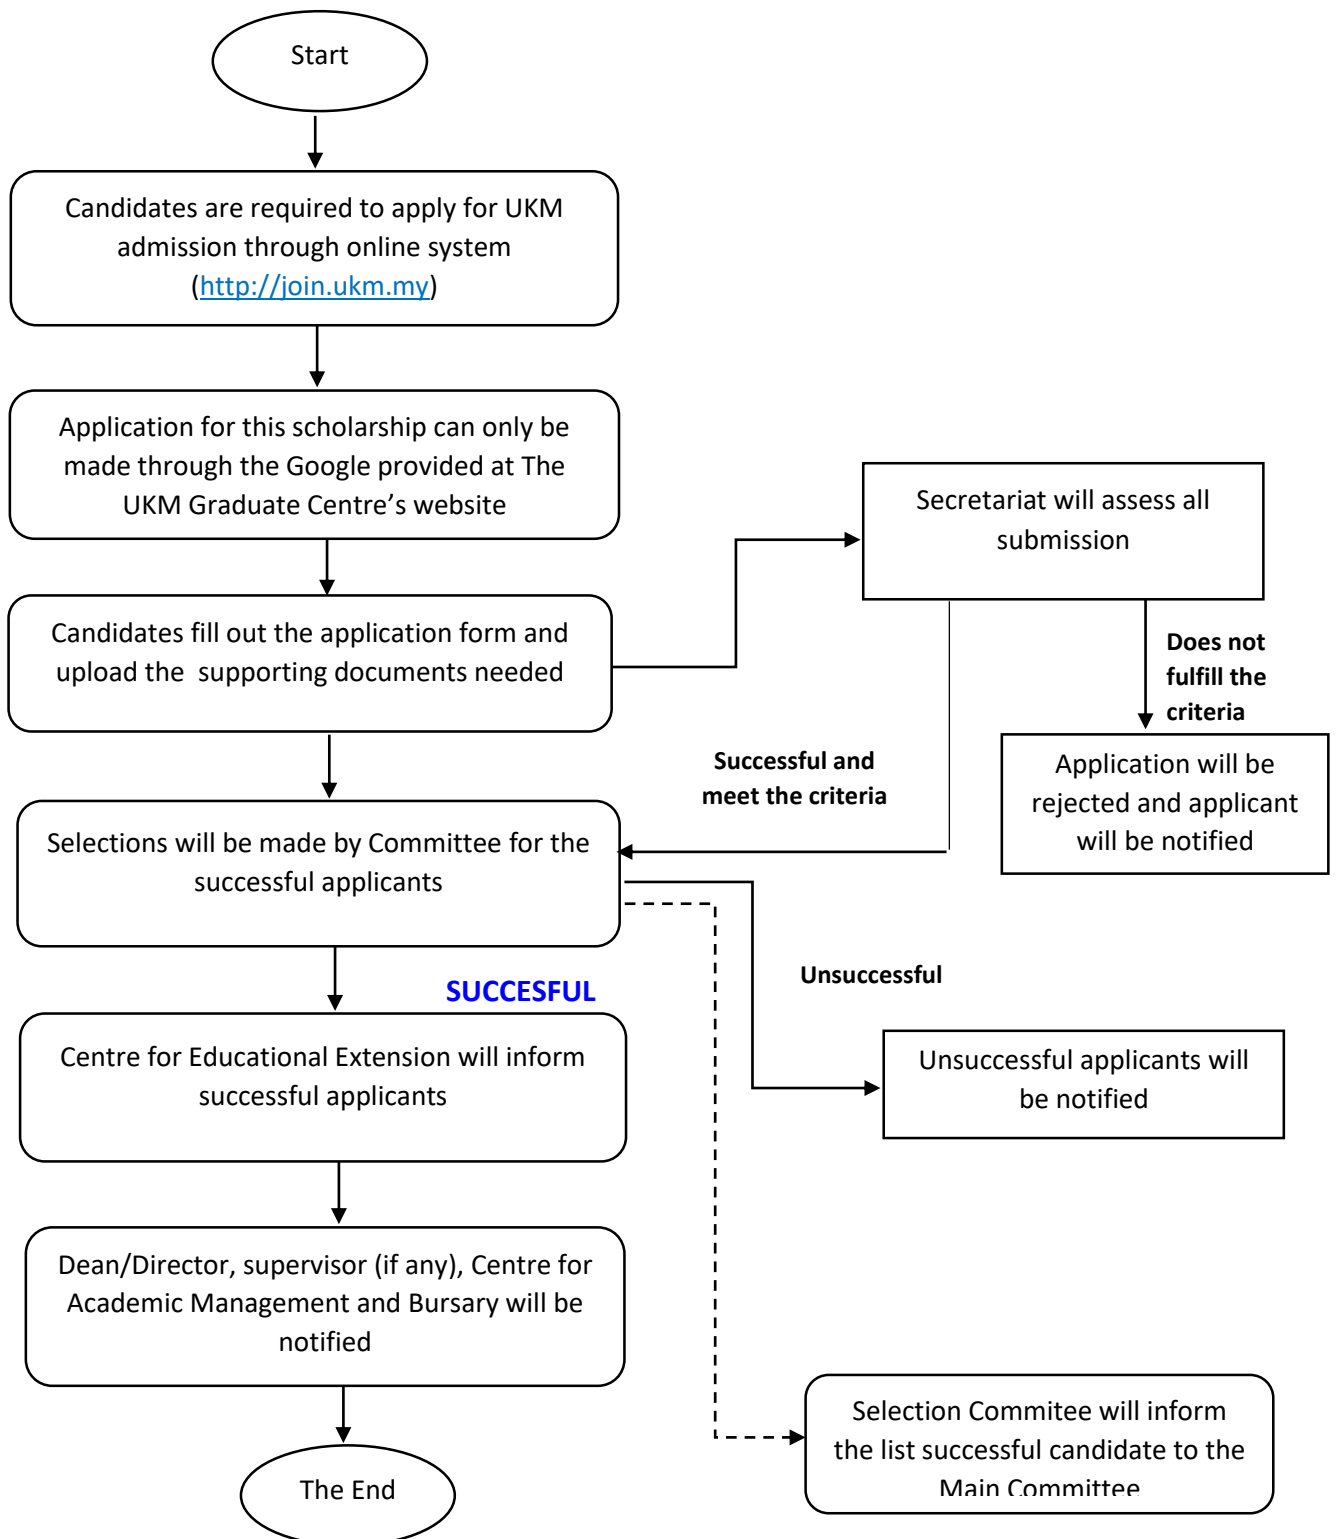 Start
Candidates are required to apply for UKM
admission through online system
(http://join.ukm.my)
Application for this scholarship can only be
made through the Google provided at The
UKM Graduate Centre’s website
Secretariat will assess all
submission
Candidates fill out the application form and
upload the supporting documents needed
Does not
fulfill the
criteria
Successful and
meet the criteria
Application will be
rejected and applicant
will be notified
Selections will be made by Committee for the
successful applicants
Unsuccessful
SUCCESFUL
Centre for Educational Extension will inform
successful applicants
Unsuccessful applicants will
be notified
Dean/Director, supervisor (if any), Centre for
Academic Management and Bursary will be
notified
Selection Commitee will inform
the list successful candidate to the
Main Committee
The End